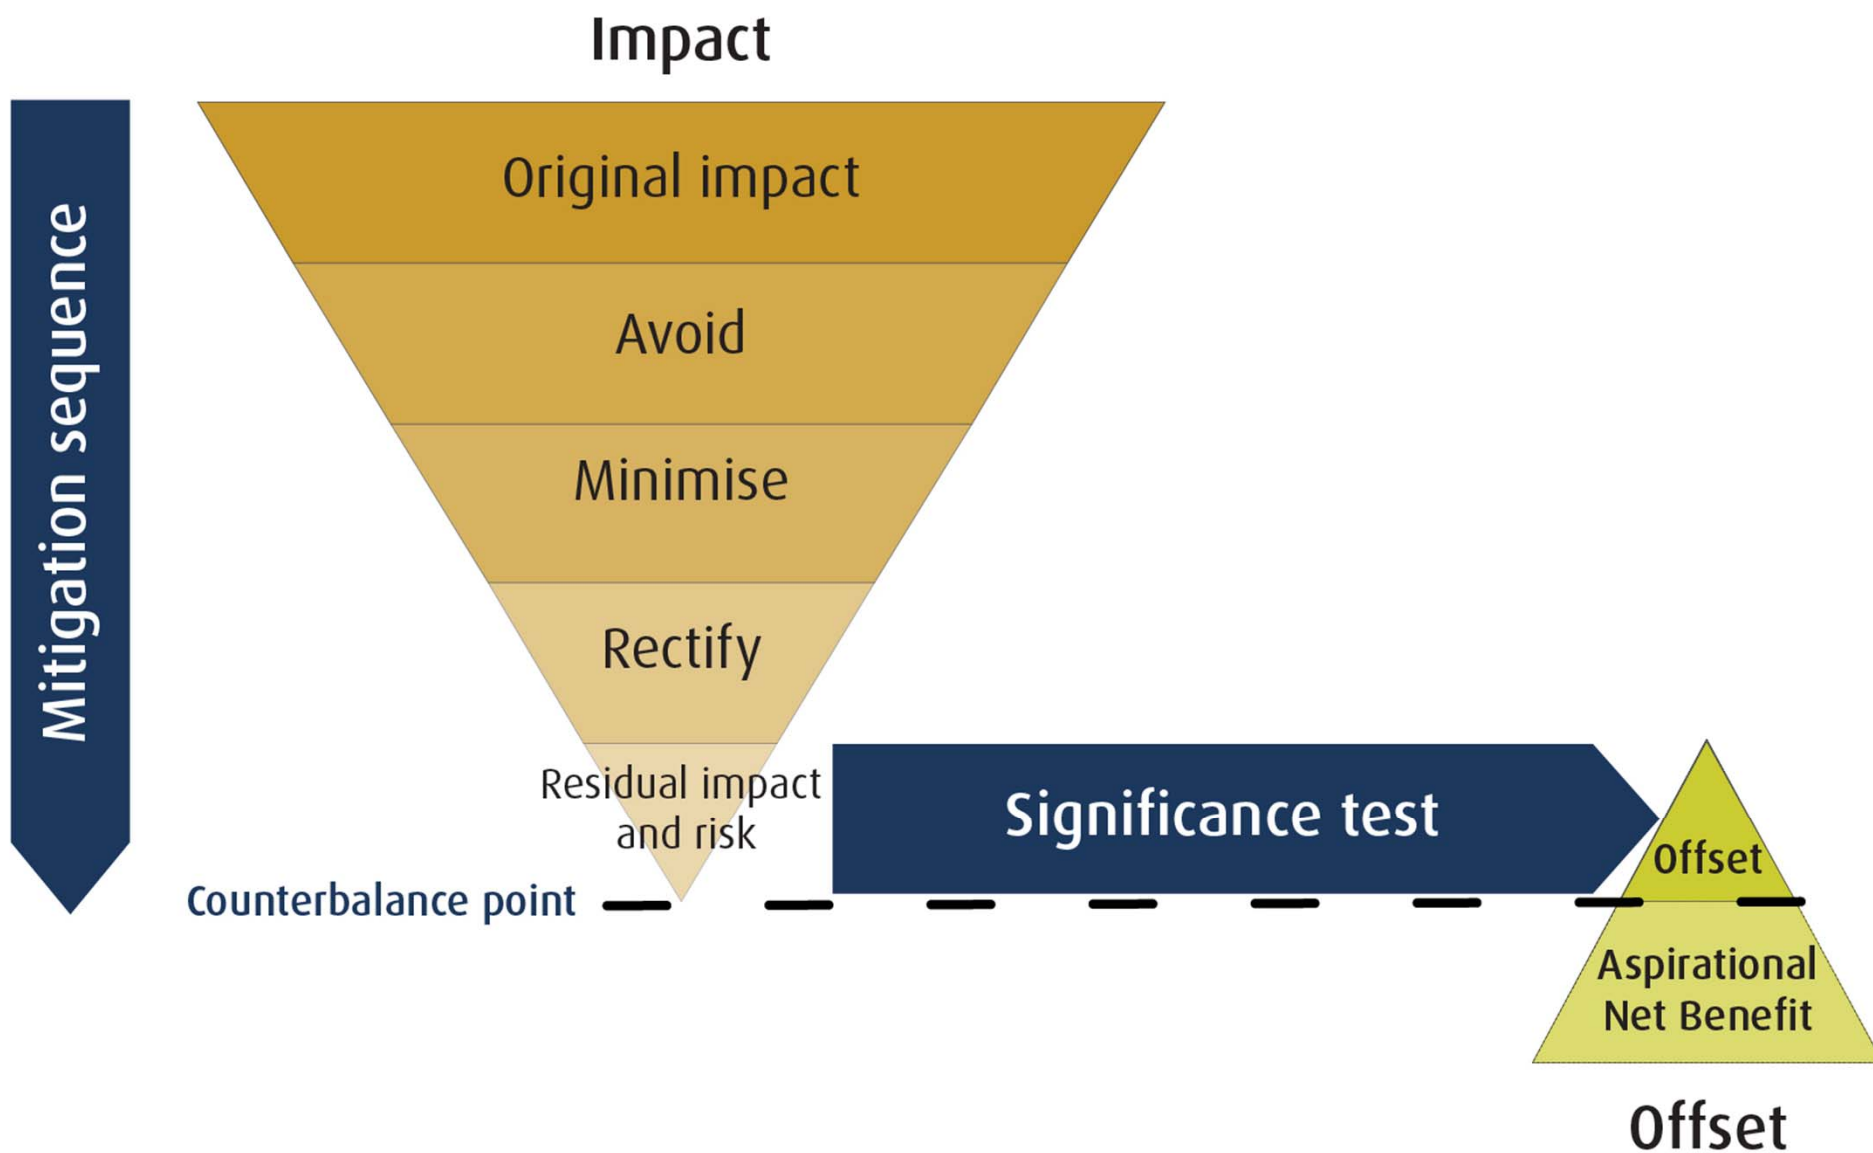 Impact
Mitigation sequence
Original impact
Avoid
Minimise
Rectify
Residual impact
and risk
Significance test
Counterbalance point
Offset
Aspirational
Net Benefit
Offset